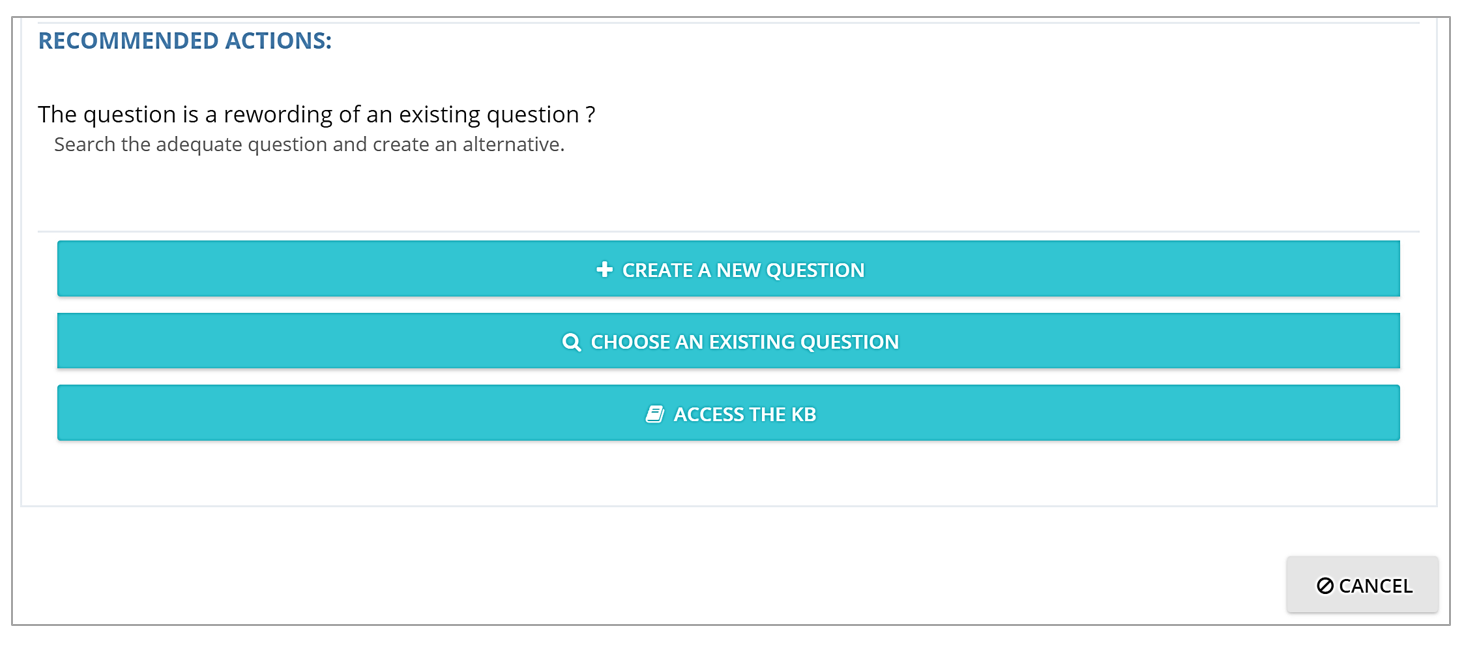 RECOMMENDED ACTIONS:
The question is a rewording of an existing question ?
Search the adequate question and create an alternative.
CREATE A NEW QUESTION
CHOOSE AN EXISTING QUESTION
ACCESS THE KB
CANCEL